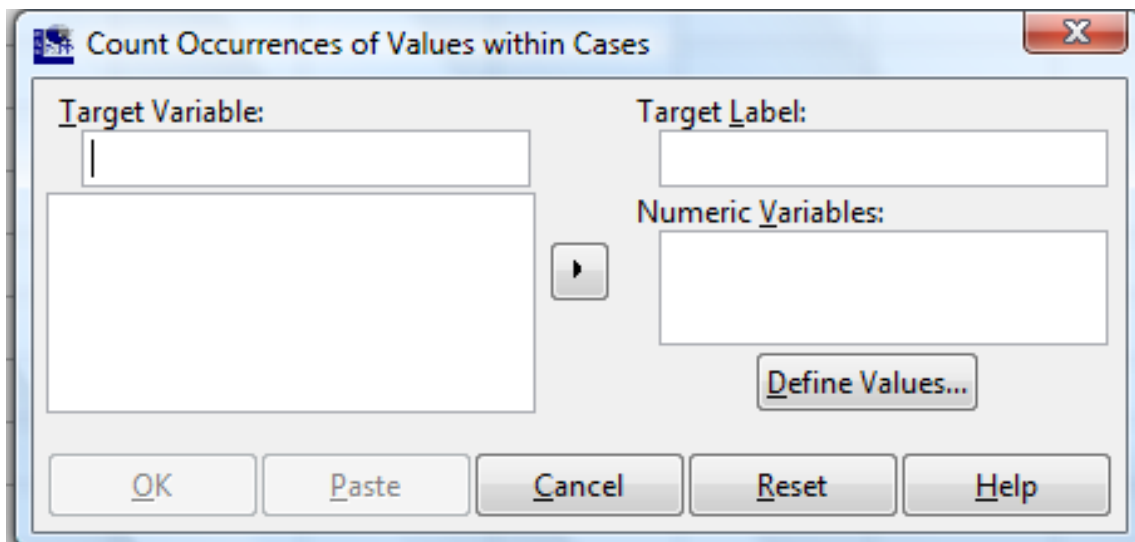 Count Occurrences of Values within Cases
Target Variable:
Target Label:
Numeric Variables:
Define Values...
OK
Paste
Cancel
Reset
Help